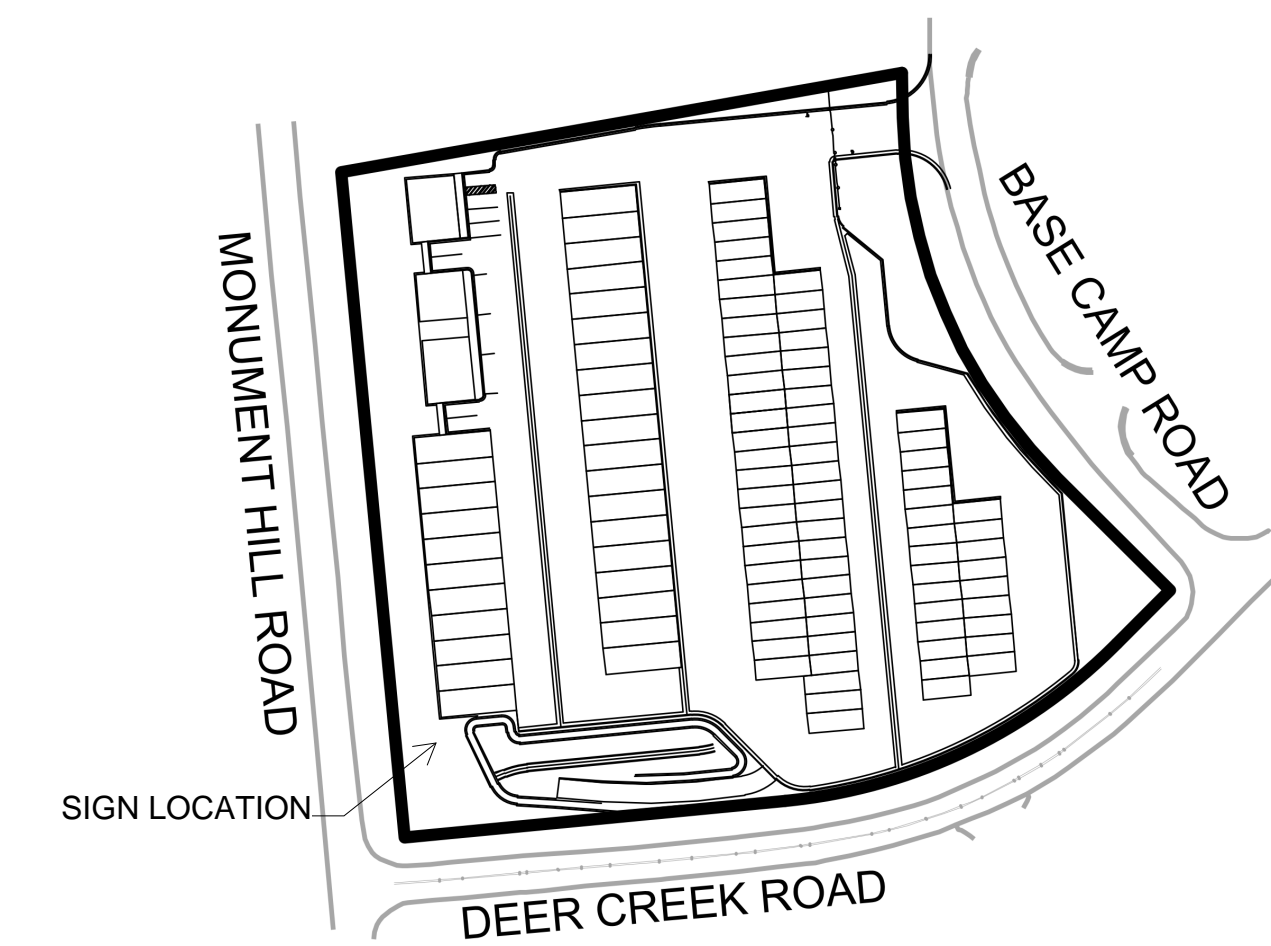 BASE CAMP ROAD
MONUMENT HILL ROAD
SIGN LOCATION
DEER CREEK ROAD